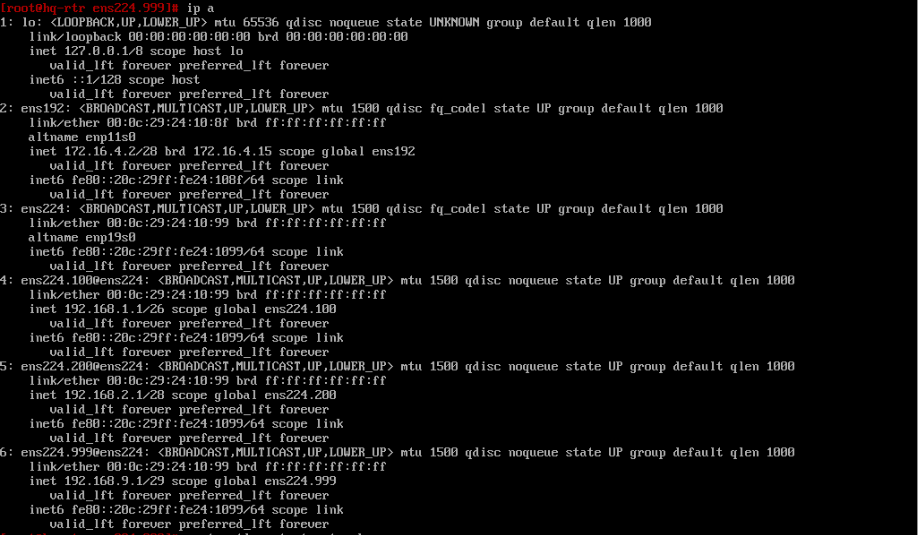 [root@hq-rtr ens224.999]# ip a
1: lo: <LOOPBACK,UP,LOWER_UP> mtu 65536 qdisc noqueue state UNKNOWN group default qlen 1000
link/loopback 00:00:00:00:00:00 brd 00:00:00:00:00:00
inet 127.0.0.1/8 scope host lo
valid_lft forever preferred_lft forever
inet6 ::1/128 scope host
valid_lft forever preferred_lft forever
2: ens192: <BROADCAST,MULTICAST,UP,LOWER_UP> mtu 1500 qdisc fq_codel state UP group default qlen 1000
link/ether 00:0c:29:24:10:8f brd ff:ff:ff:ff:ff:ff
altname enp11s0
inet 172.16.4.2/28 brd 172.16.4.15 scope global ens192
valid_lft forever preferred_lft forever
inet6 fe80::20c:29ff:fe24:108f/64 scope link
valid_lft forever preferred_lft forever
3: ens224: <BROADCAST,MULTICAST,UP,LOWER_UP> mtu 1500 qdisc fq_codel state UP group default qlen 1000
link/ether 00:0c:29:24:10:99 brd ff:ff:ff:ff:ff:ff
altname enp19s0
inet6 fe80::20c:29ff:fe24:1099/64 scope link
valid_lft forever preferred_lft forever
4: ens224.100@ens224: <BROADCAST,MULTICAST,UP,LOWER_UP> mtu 1500 qdisc noqueue state UP group default qlen 1000
link/ether 00:0c:29:24:10:99 brd ff:ff:ff:ff:ff:ff
inet 192.168.1.1/26 scope global ens224.100
valid_lft forever preferred_lft forever
inet6 fe80::20c:29ff:fe24:1099/64 scope link
valid_lft forever preferred_lft forever
5: ens224.200@ens224: <BROADCAST,MULTICAST,UP,LOWER_UP> mtu 1500 qdisc noqueue state UP group default qlen 1000
link/ether 00:0c:29:24:10:99 brd ff:ff:ff:ff:ff:ff
inet 192.168.2.1/28 scope global ens224.200
valid_lft forever preferred_lft forever
inet6 fe80::20c:29ff:fe24:1099/64 scope link
valid_lft forever preferred_lft forever
6: ens224.999@ens224: <BROADCAST,MULTICAST,UP,LOWER_UP> mtu 1500 qdisc noqueue state UP group default qlen 1000
link/ether 00:0c:29:24:10:99 brd ff:ff:ff:ff:ff:ff
inet 192.168.9.1/29 scope global ens224.999
valid_lft forever preferred_lft forever
inet6 fe80::20c:29ff:fe24:1099/64 scope link
valid_lft forever preferred_lft forever